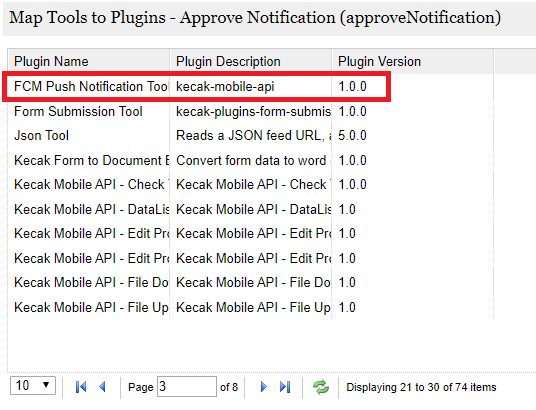 Map Tools to Plugins - Approve Notification (approveNotification)
Plugin Name Plugin Description Plugin Version
FCM Push Notification Tool kecak-mobile-api 1.0.0
Form Submission Tool kecak-plugins-form-submis 1.0.0
Json Tool Reads a JSON feed URL, a 5.0.0
Kecak Form to Document E Convert form data to word 1.0.0
Kecak Mobile API - Check Kecak Mobile API - Check 1.0.0
Kecak Mobile API - DataLis Kecak Mobile API - DataLis 1.0
Kecak Mobile API - Edit Pro Kecak Mobile API - Edit Pro 1.0
Kecak Mobile API - Edit Pro Kecak Mobile API - Edit Pro 1.0
Kecak Mobile API - File Do Kecak Mobile API - File Do 1.0
Kecak Mobile API - File Up Kecak Mobile API - File Up 1.0
10 Page 3 of 8 Displaying 21 to 30 of 74 items